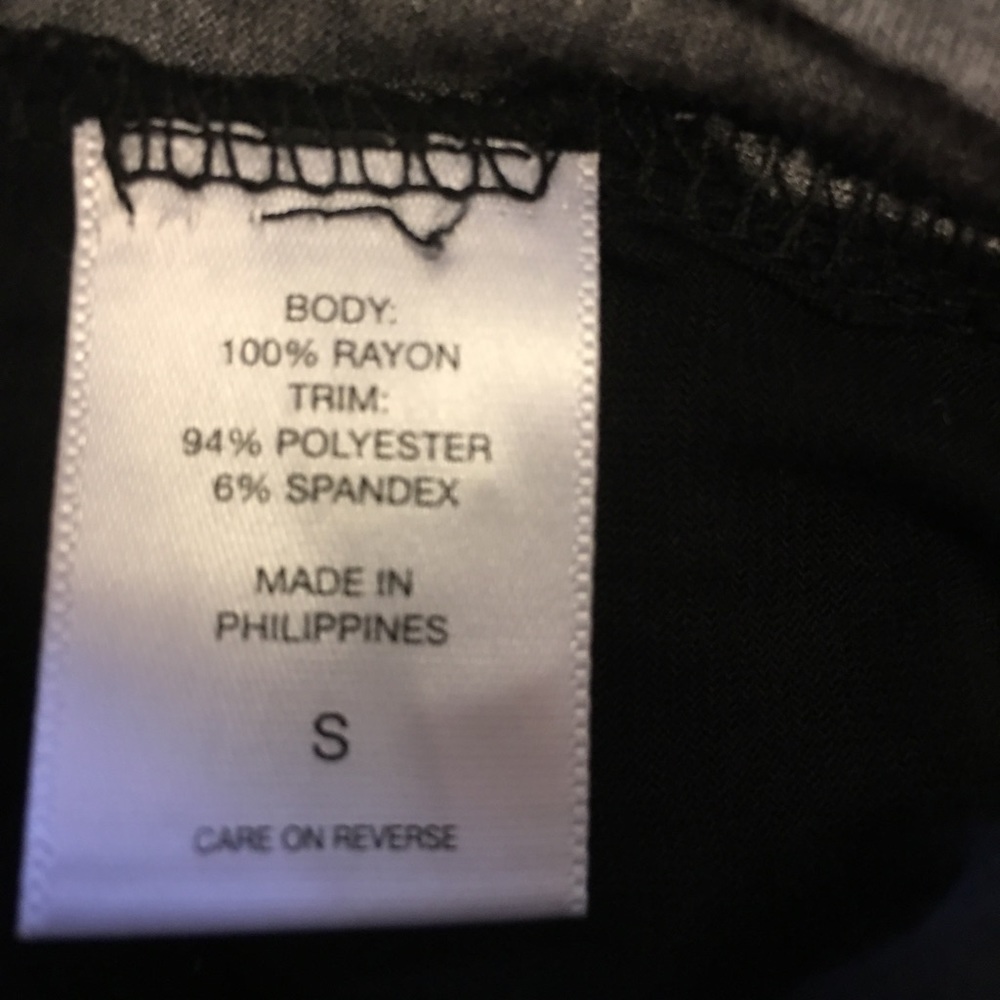 BODY:
100% RAYON
TRIM:
94% POLYESTER
6% SPANDEX
MADE IN
PHILIPPINES
S
CARE ON REVERSE